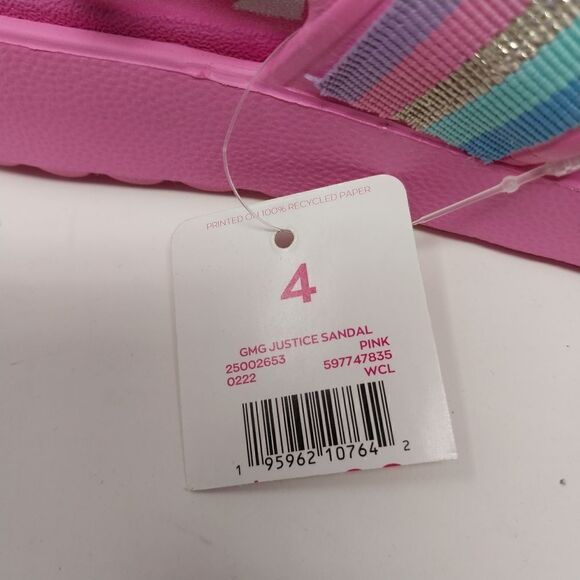 PRINTED ON 100% RECYCLED PAPER
4
GMG JUSTICE SANDAL
25002653 PINK
0222 597747835
WCL
1 95962 10764 2